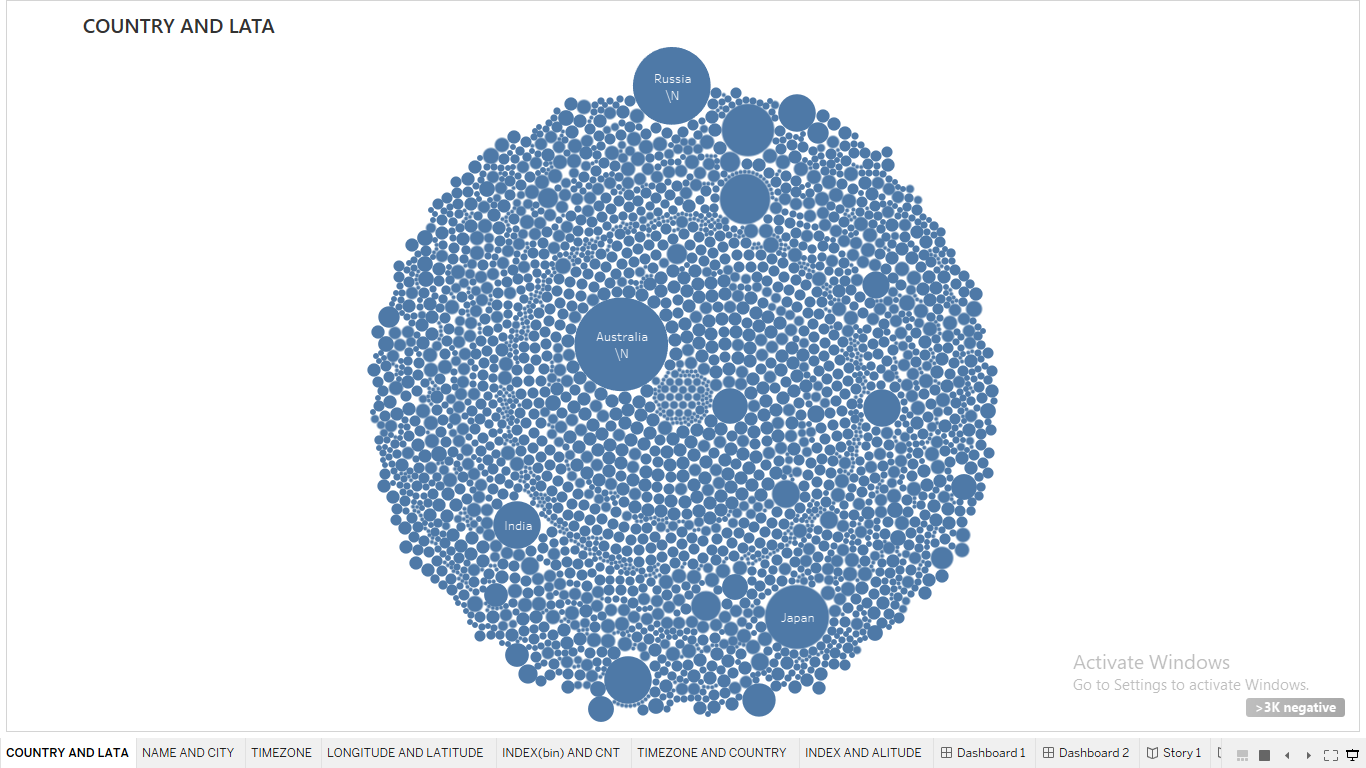 COUNTRY AND LATA
Russia
\N
Australia
\N
India
Japan
Activate Windows
Go to Settings to activate Windows.
>3K negative
COUNTRY AND LATA NAME AND CITY TIMEZONE LONGITUDE AND LATITUDE INDEX(bin) AND CNT TIMEZONE AND COUNTRY INDEX AND ALITUDE Dashboard 1 Dashboard 2 Story 1